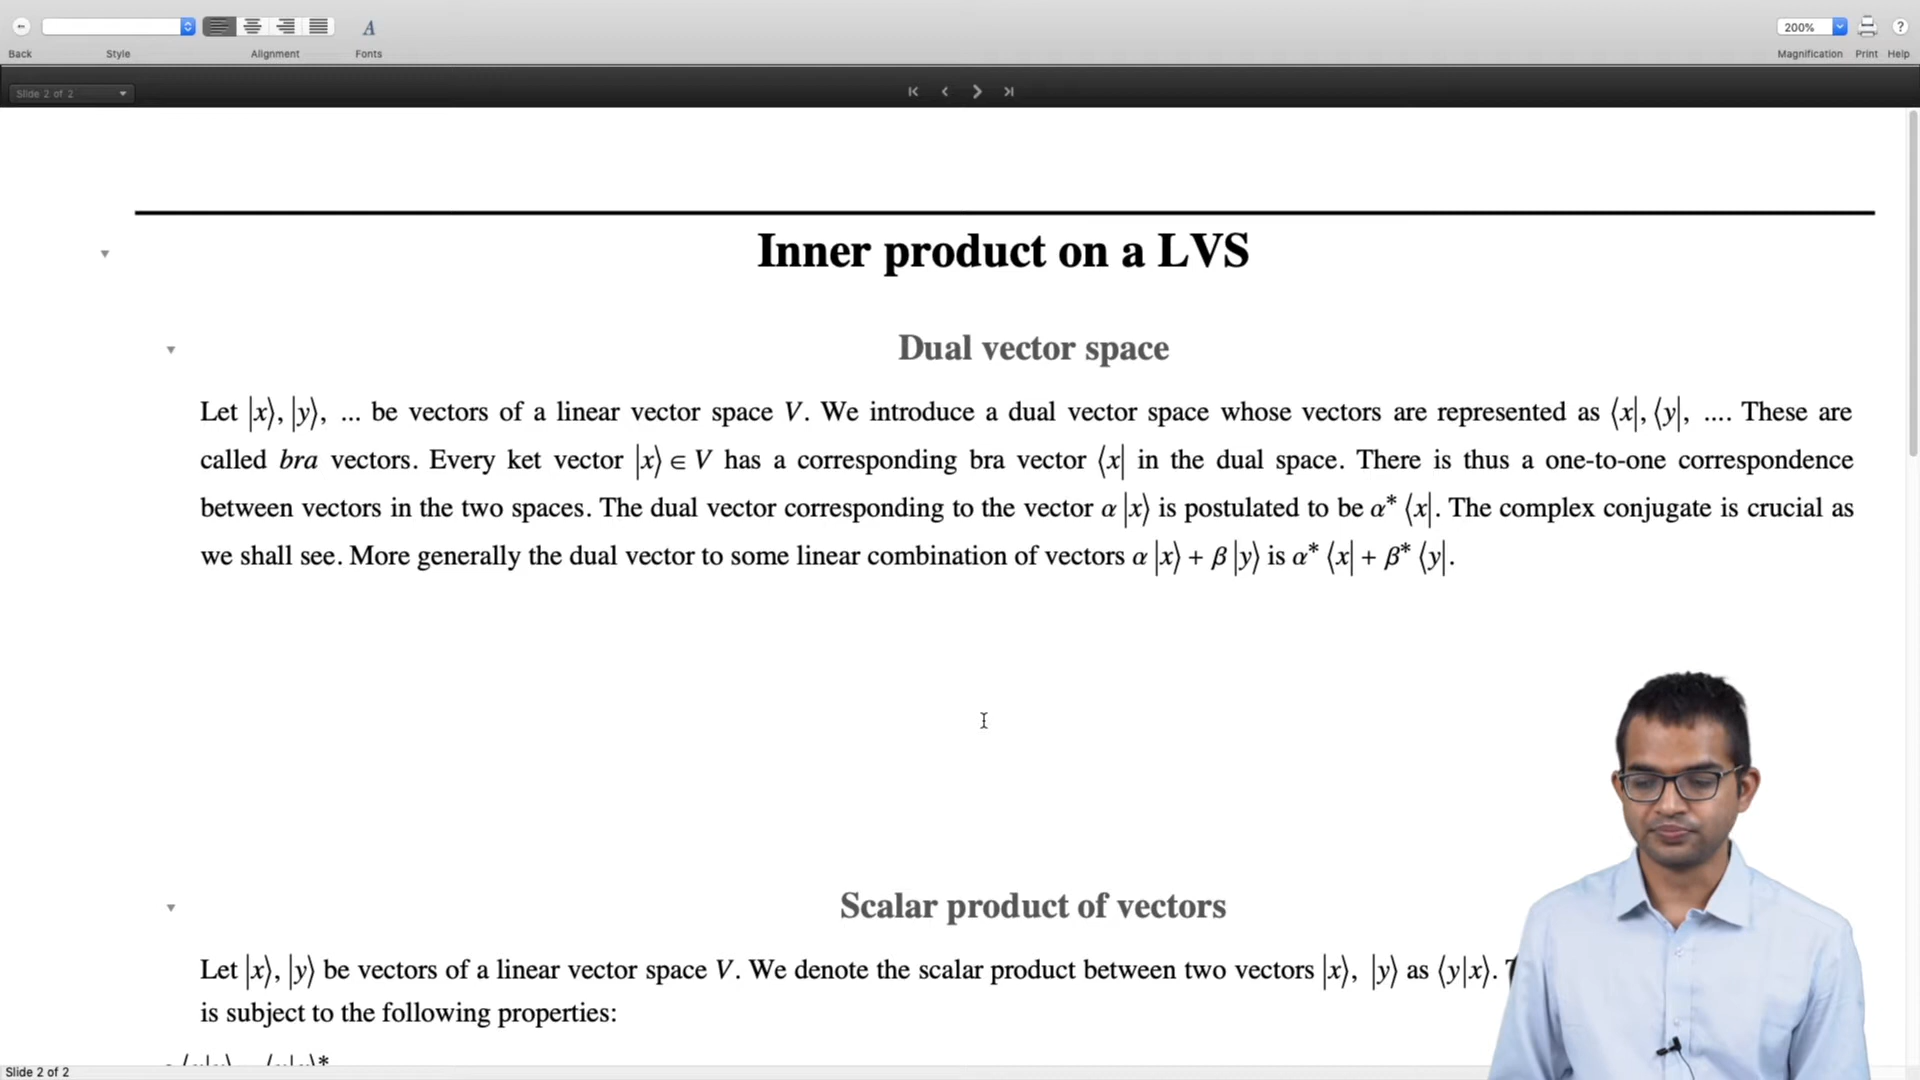 200%
Back Style Alignment Fonts Magnification Print Help
Slide 2 of 2
Inner product on a LVS
Dual vector space
Let |x⟩, |y⟩, ... be vectors of a linear vector space V. We introduce a dual vector space whose vectors are represented as ⟨x|, ⟨y|, .... These are
called bra vectors. Every ket vector |x⟩ ∈ V has a corresponding bra vector ⟨x| in the dual space. There is thus a one-to-one correspondence
between vectors in the two spaces. The dual vector corresponding to the vector α |x⟩ is postulated to be α* ⟨x|. The complex conjugate is crucial as
we shall see. More generally the dual vector to some linear combination of vectors α |x⟩ + β |y⟩ is α* ⟨x| + β* ⟨y|.
Scalar product of vectors
Let |x⟩, |y⟩ be vectors of a linear vector space V. We denote the scalar product between two vectors |x⟩, |y⟩ as ⟨y|x⟩.
is subject to the following properties:
Slide 2 of 2